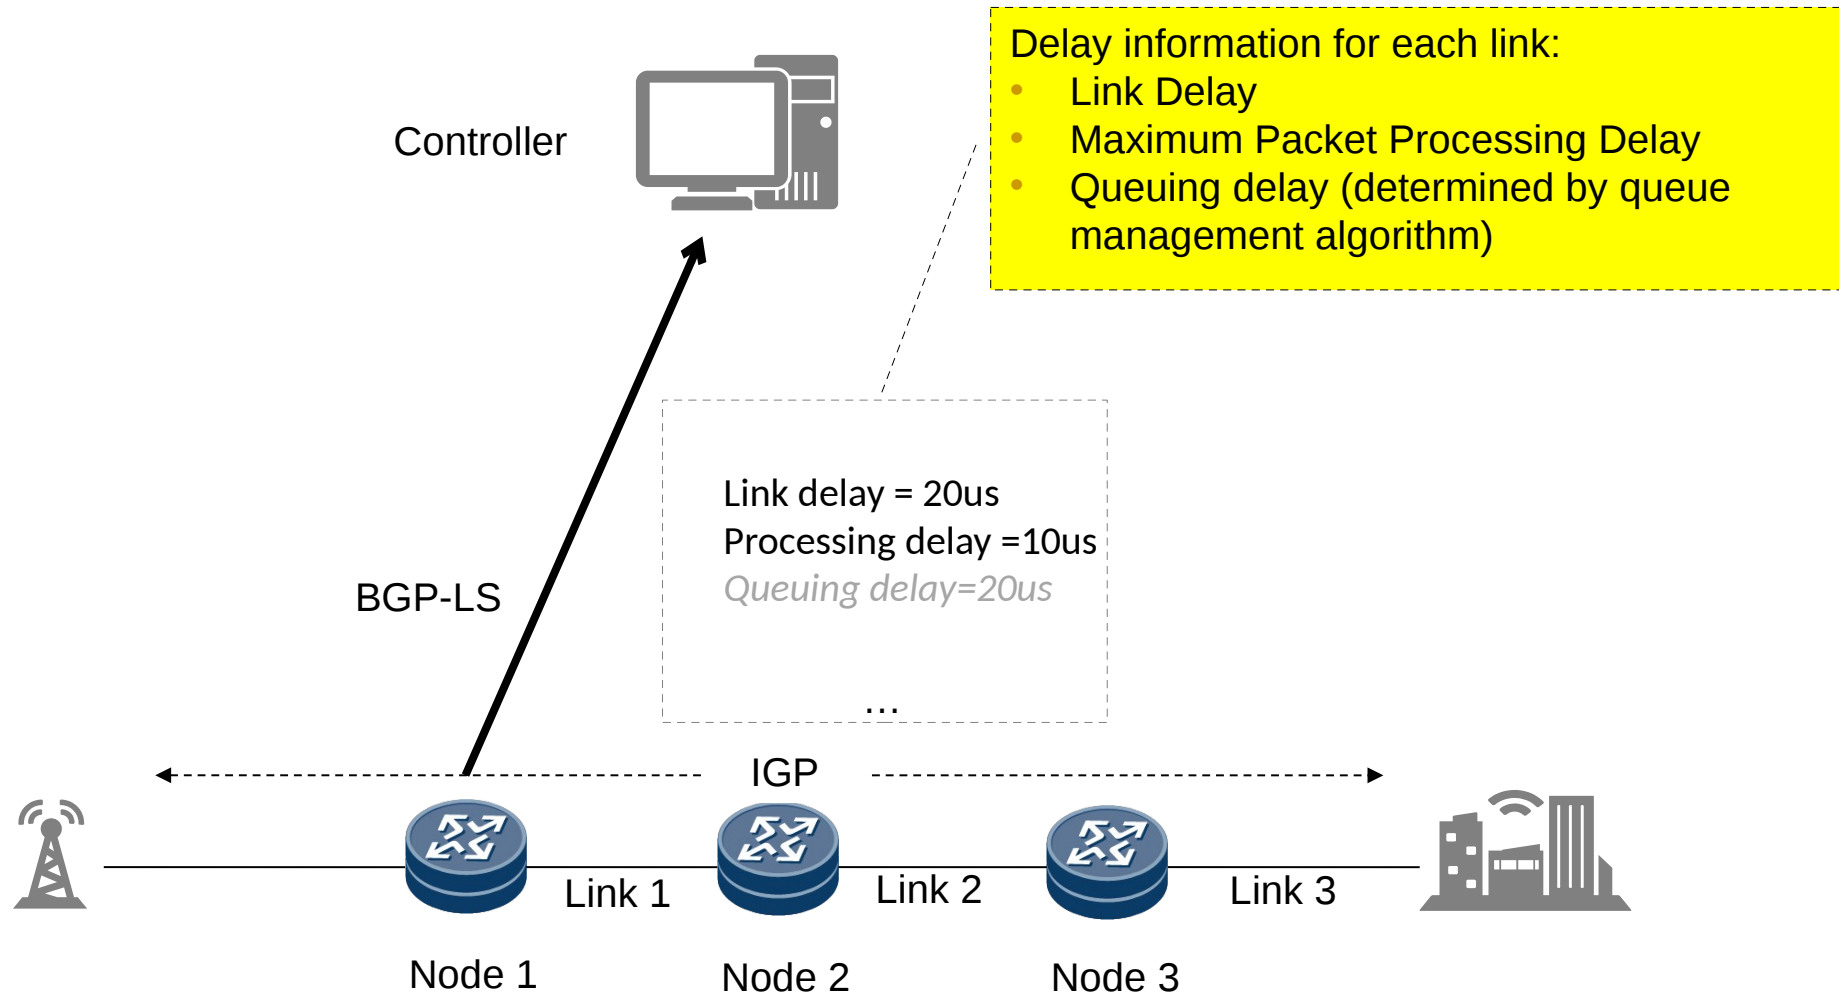 Delay information for each link:
• Link Delay
• Maximum Packet Processing Delay
• Queuing delay (determined by queue
management algorithm)
Controller
Link delay = 20us
Processing delay =10us
Queuing delay=20us
BGP-LS
...
IGP
Link 1
Link 2
Link 3
Node 1
Node 2
Node 3